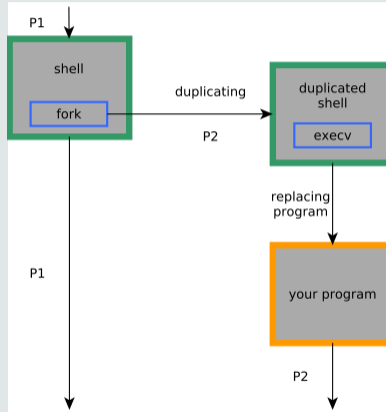 P1
shell
fork
duplicating
P2
duplicated
shell
execv
replacing
program
P1
your program
P2